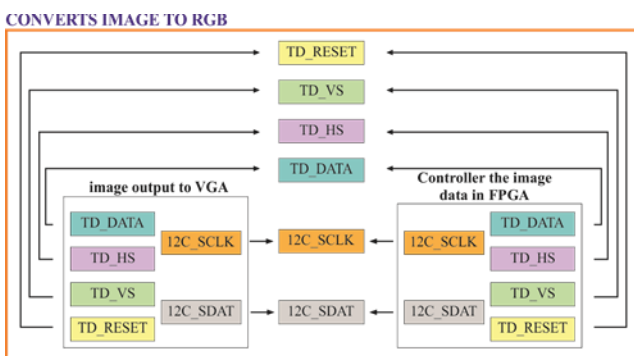 CONVERTS IMAGE TO RGB
TD_RESET
TD_VS
TD_HS
TD_DATA
image output to VGA
TD_DATA
12C_SCLK
TD_HS
TD_VS
12C_SDAT
TD_RESET
12C_SCLK
12C_SDAT
Controller the image
data in FPGA
TD_DATA
12C_SCLK
TD_HS
TD_VS
12C_SDAT
TD_RESET